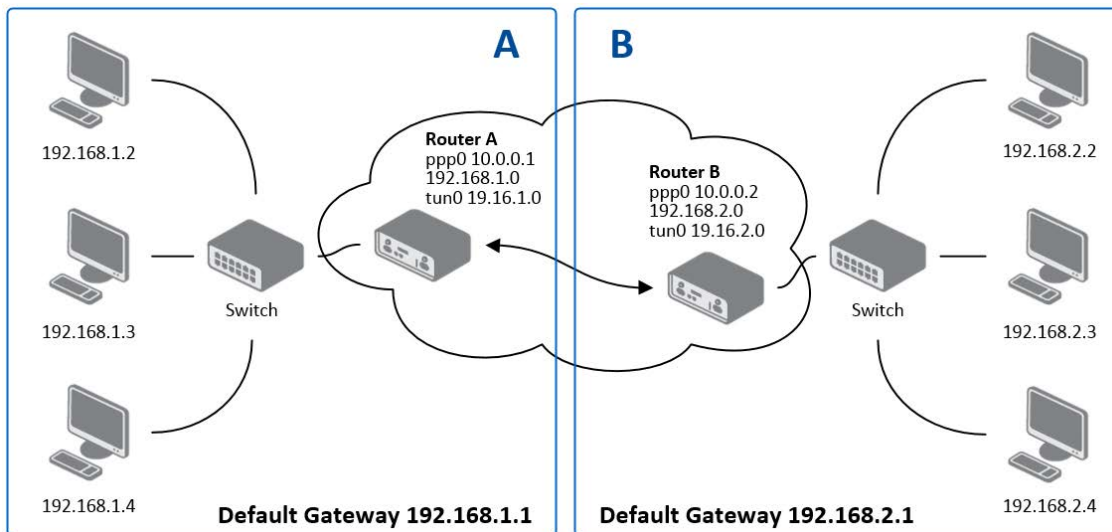 A
B
192.168.1.2
Router A
ppp0 10.0.0.1
192.168.1.0
tun0 19.16.1.0
Router B
ppp0 10.0.0.2
192.168.2.0
tun0 19.16.2.0
192.168.2.2
192.168.1.3
Switch
Switch
192.168.2.3
192.168.1.4
Default Gateway 192.168.1.1
Default Gateway 192.168.2.1
192.168.2.4